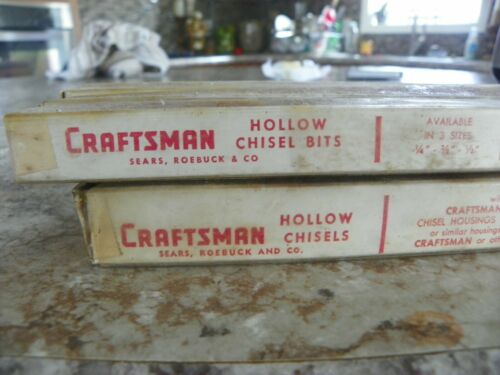 CRAFTSMAN
SEARS, ROEBUCK & CO
HOLLOW
CHISEL BITS
AVAILABLE
IN 3 SIZES
¼" - ⅜" - ½"
CRAFTSMAN
SEARS, ROEBUCK AND CO.
HOLLOW
CHISELS
CRAFTSMAN
CHISEL HOUSINGS
or similar housings
CRAFTSMAN or